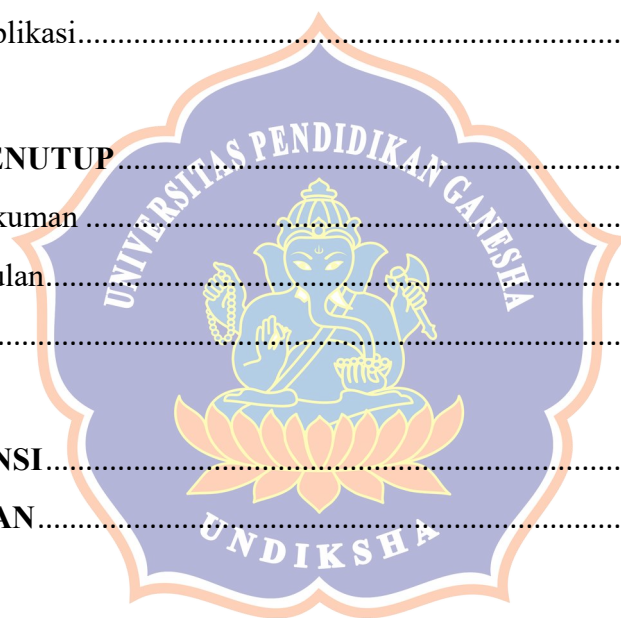 plikasi.......................................................................
UNIVERSITAS PENDIDIKAN GANESHA
ENUTUP...............................................................
kuman ...................................................................
ulan........................................................................
..............................................................................
NSI........................................................................
AN.........................................................................
UNDIKSHA